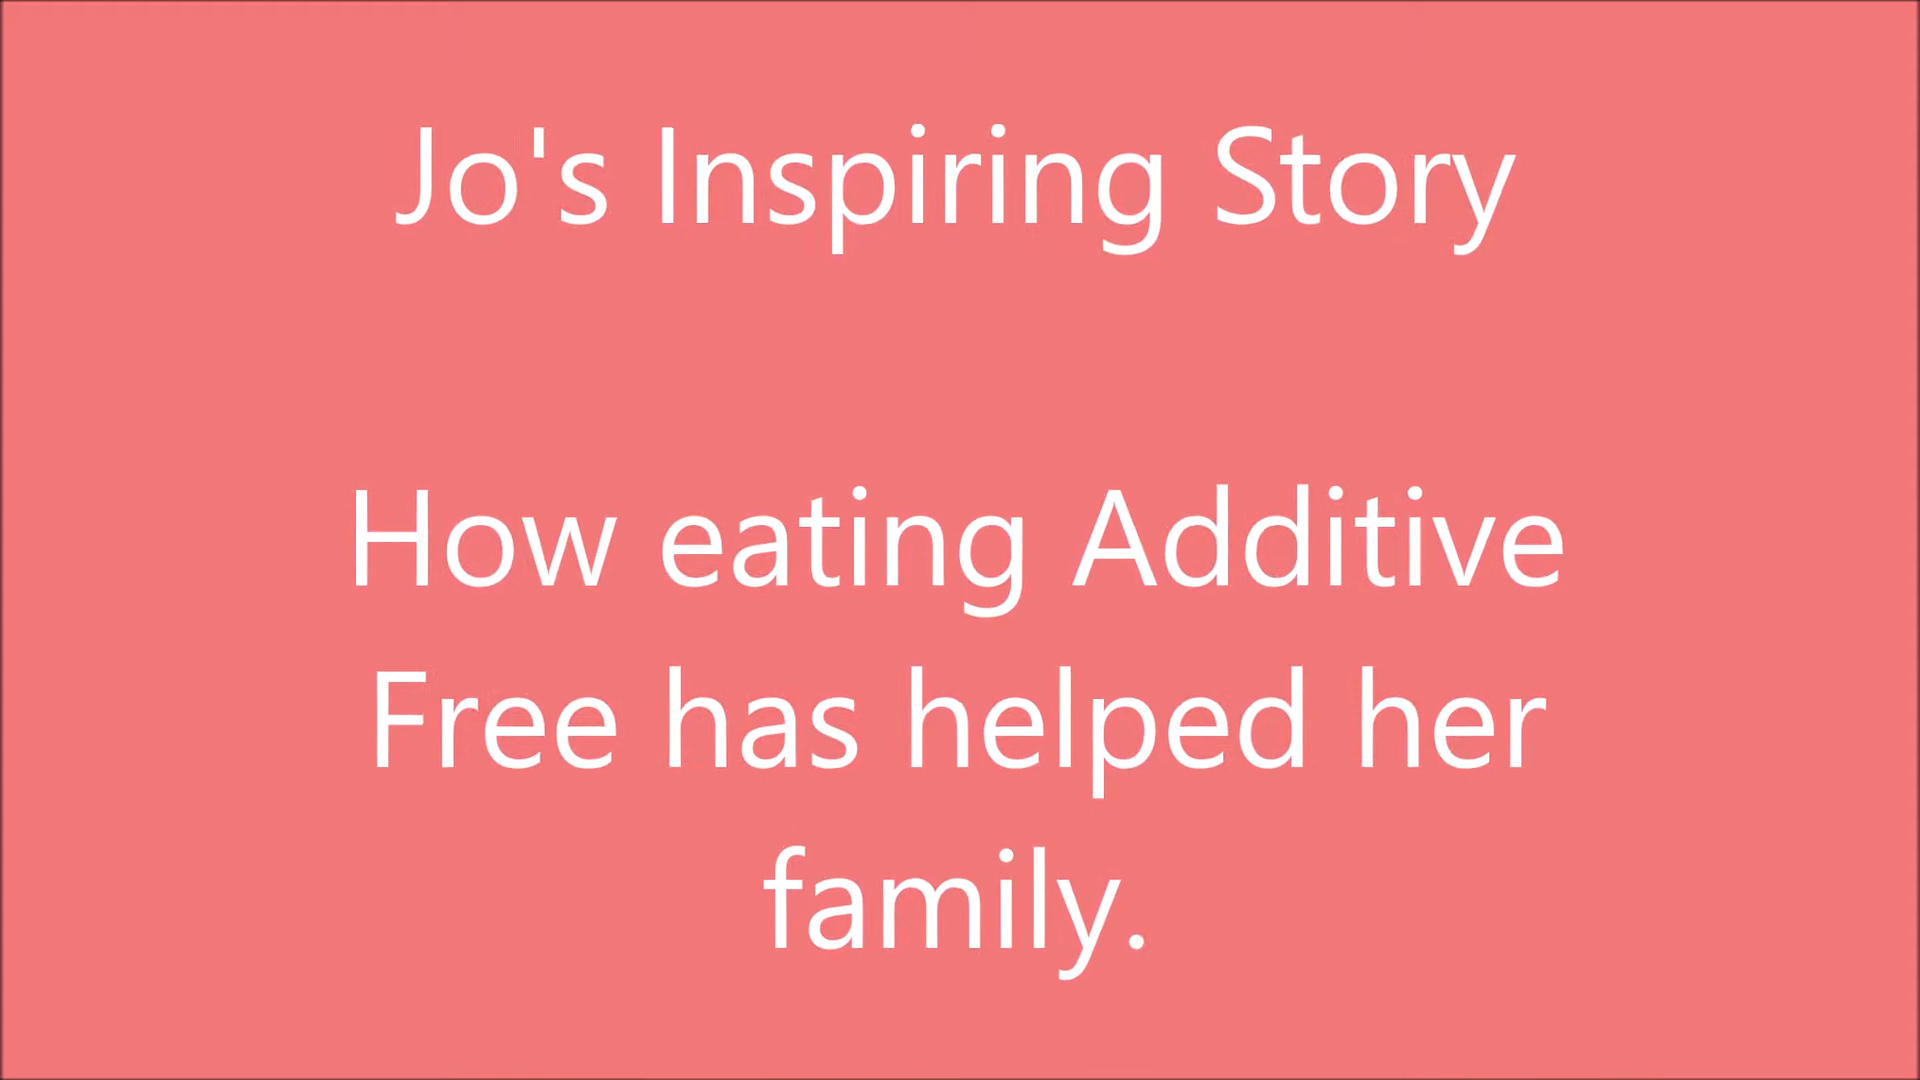 Jo's Inspiring Story
How eating Additive
Free has helped her
family.